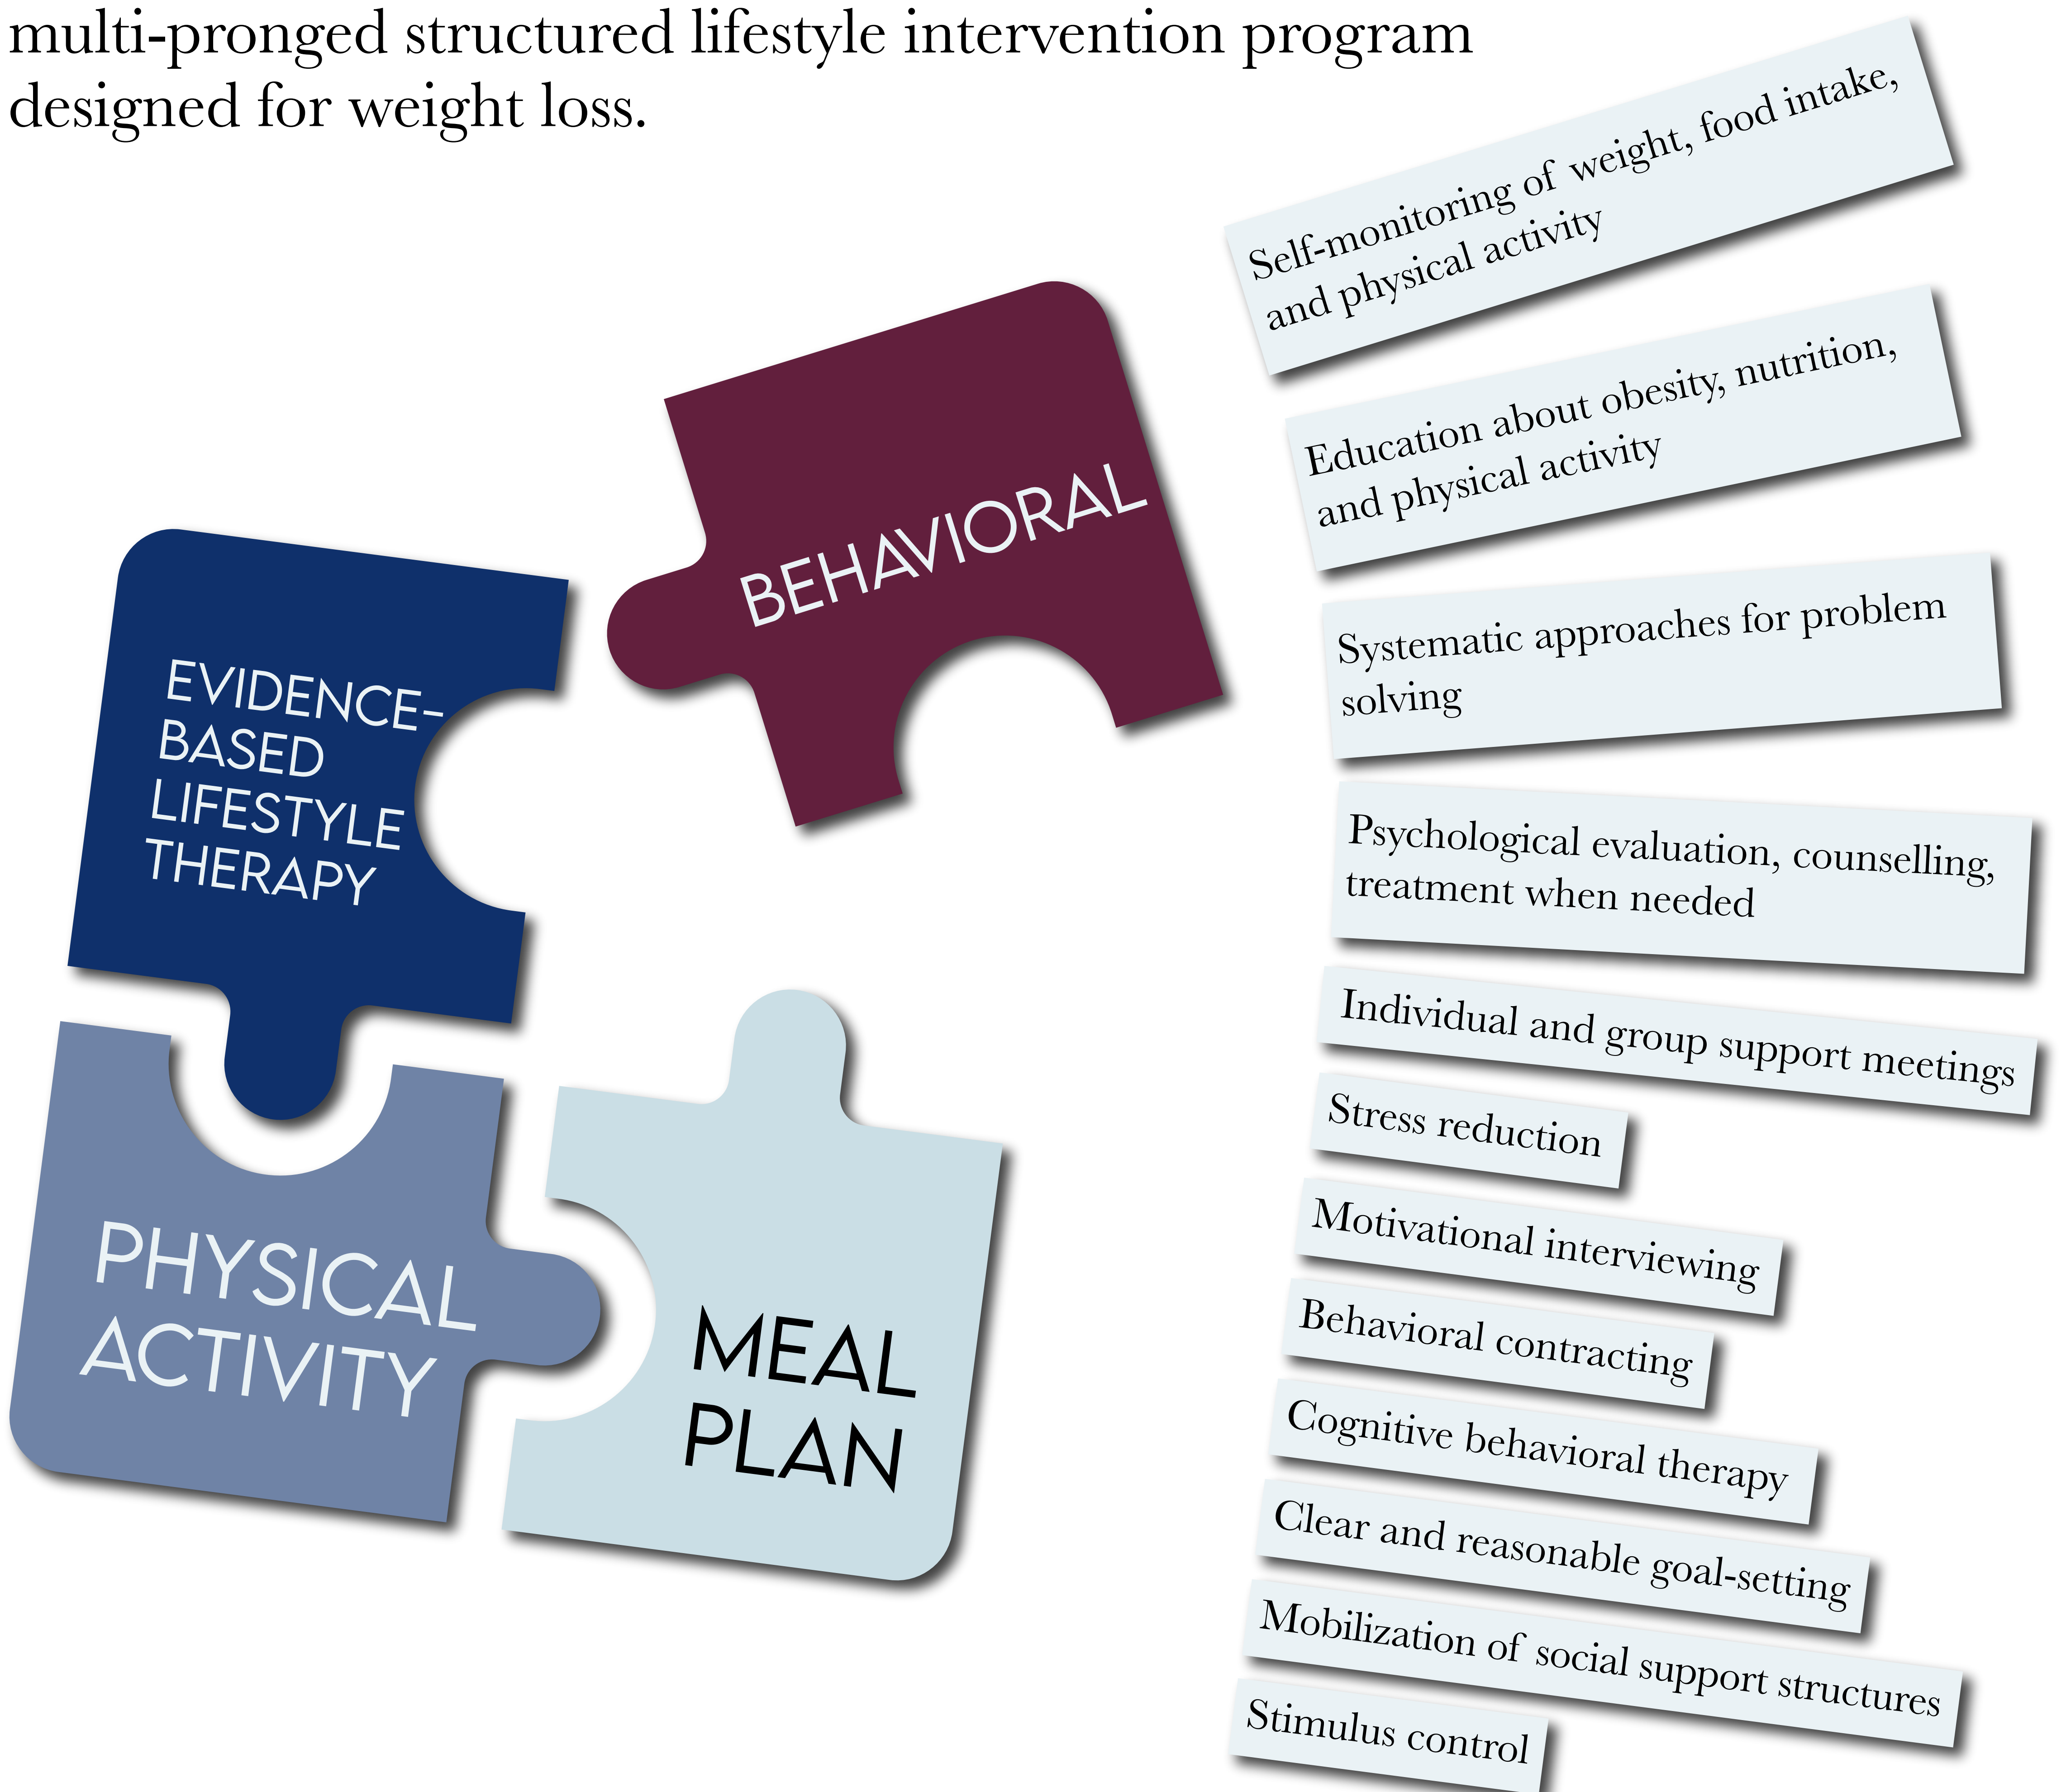 multi-pronged structured lifestyle intervention program
designed for weight loss.
BEHAVIORAL
EVIDENCE-
BASED
LIFESTYLE
THERAPY
PHYSICAL
ACTIVITY
MEAL
PLAN
Self-monitoring of weight, food intake,
and physical activity
Education about obesity, nutrition,
and physical activity
Systematic approaches for problem
solving
Psychological evaluation, counselling,
treatment when needed
Individual and group support meetings
Stress reduction
Motivational interviewing
Behavioral contracting
Cognitive behavioral therapy
Clear and reasonable goal-setting
Mobilization of social support structures
Stimulus control